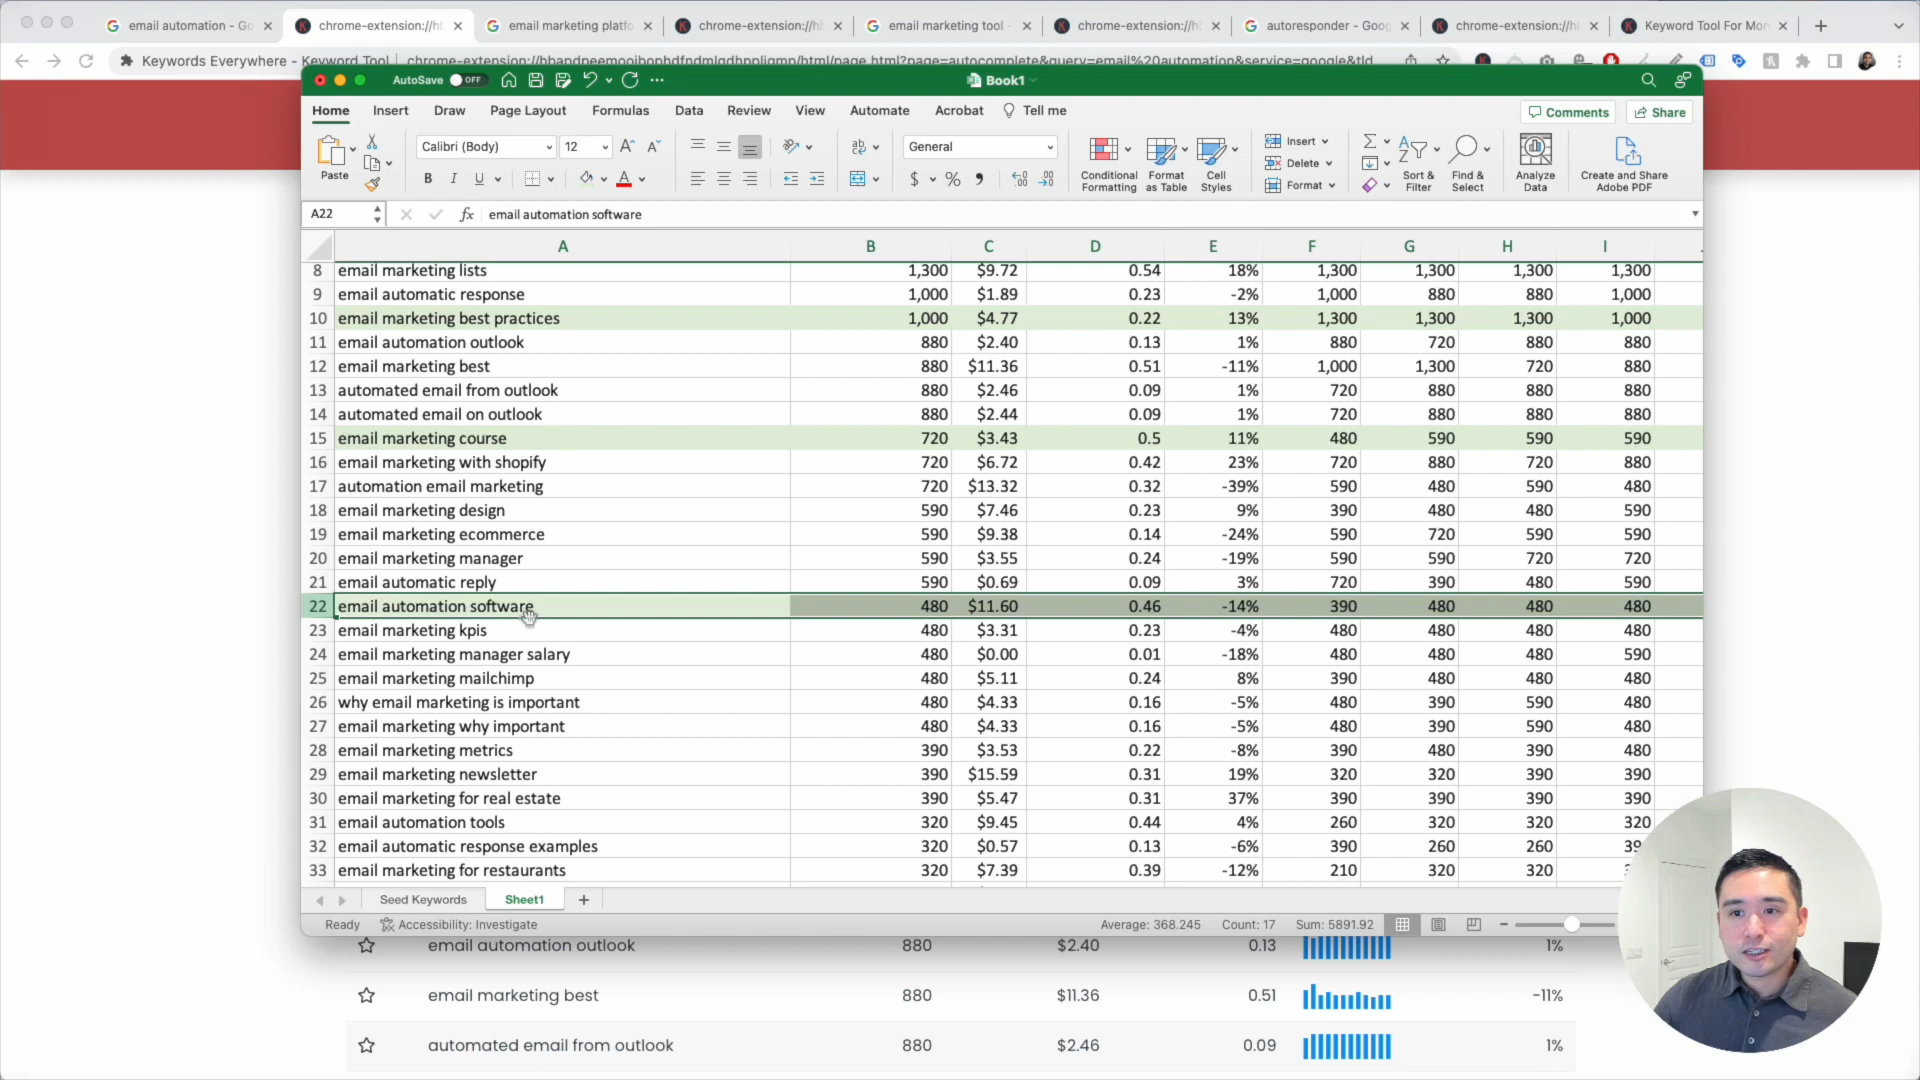 email automation - Go
chrome-extension://hb
email marketing platfo
chrome-extension://hb
email marketing tool -
chrome-extension://hb
autoresponder - Goog
chrome-extension://hb
Keyword Tool For Mon
Keywords Everywhere - Keyword Tool
AutoSave OFF
Book1
Home Insert Draw Page Layout Formulas Data Review View Automate Acrobat Tell me
Comments Share
Paste
Calibri (Body) 12
General
Conditional Formatting
Format as Table
Cell Styles
Insert
Delete
Format
Sort & Filter
Find & Select
Analyze Data
Create and Share Adobe PDF
A22 fx email automation software
A B C D E F G H I
8 email marketing lists 1,300 $9.72 0.54 18% 1,300 1,300 1,300 1,300
9 email automatic response 1,000 $1.89 0.23 -2% 1,000 880 880 1,000
10 email marketing best practices 1,000 $4.77 0.22 13% 1,300 1,300 1,300 1,000
11 email automation outlook 880 $2.40 0.13 1% 880 720 880 880
12 email marketing best 880 $11.36 0.51 -11% 1,000 1,300 720 880
13 automated email from outlook 880 $2.46 0.09 1% 720 880 880 880
14 automated email on outlook 880 $2.44 0.09 1% 720 880 880 880
15 email marketing course 720 $3.43 0.5 11% 480 590 590 590
16 email marketing with shopify 720 $6.72 0.42 23% 720 880 720 880
17 automation email marketing 720 $13.32 0.32 -39% 590 480 590 480
18 email marketing design 590 $7.46 0.23 9% 390 480 480 590
19 email marketing ecommerce 590 $9.38 0.14 -24% 590 720 590 590
20 email marketing manager 590 $3.55 0.24 -19% 590 590 720 720
21 email automatic reply 590 $0.69 0.09 3% 720 390 480 590
22 email automation software 480 $11.60 0.46 -14% 390 480 480 480
23 email marketing kpis 480 $3.31 0.23 -4% 480 480 480 480
24 email marketing manager salary 480 $0.00 0.01 -18% 480 480 480 590
25 email marketing mailchimp 480 $5.11 0.24 8% 390 480 480 480
26 why email marketing is important 480 $4.33 0.16 -5% 480 390 590 480
27 email marketing why important 480 $4.33 0.16 -5% 480 390 590 480
28 email marketing metrics 390 $3.53 0.22 -8% 390 480 390 480
29 email marketing newsletter 390 $15.59 0.31 19% 320 320 390 390
30 email marketing for real estate 390 $5.47 0.31 37% 390 390 390 390
31 email automation tools 320 $9.45 0.44 4% 260 320 320 320
32 email automatic response examples 320 $0.57 0.13 -6% 390 260 260
33 email marketing for restaurants 320 $7.39 0.39 -12% 210 320 320
Seed Keywords Sheet1
Ready Accessibility: Investigate Average: 368.245 Count: 17 Sum: 5891.92
email automation outlook 880 $2.40 0.13 1%
email marketing best 880 $11.36 0.51 -11%
automated email from outlook 880 $2.46 0.09 1%